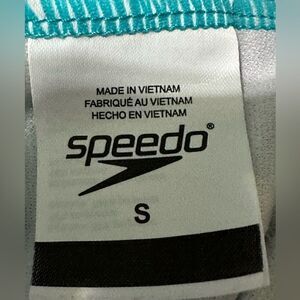 MADE IN VIETNAM
FABRIQUÉ AU VIETNAM
HECHO EN VIETNAM
speedo®
S